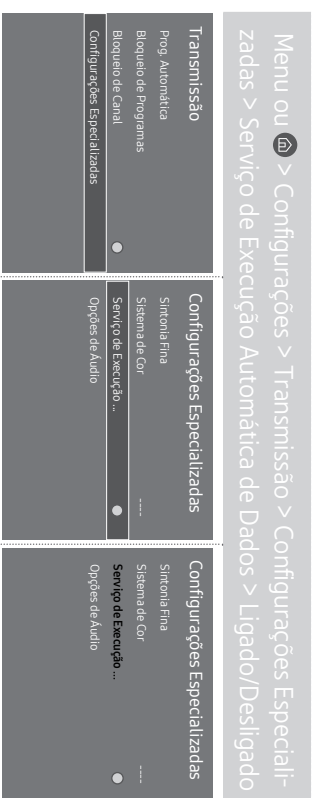 Menu ou > Configurações > Transmissão > Configurações Especiali-
zadas > Serviço de Execução Automática de Dados > Ligado/Desligado
Transmissão
Prog. Automática
Bloqueio de Programas
Bloqueio de Canal
Configurações Especializadas
Configurações Especializadas
Sintonia Fina
Sistema de Cor ----
Serviço de Execução ...
Opções de Áudio
Configurações Especializadas
Sintonia Fina
Sistema de Cor ----
Serviço de Execução ...
Opções de Áudio